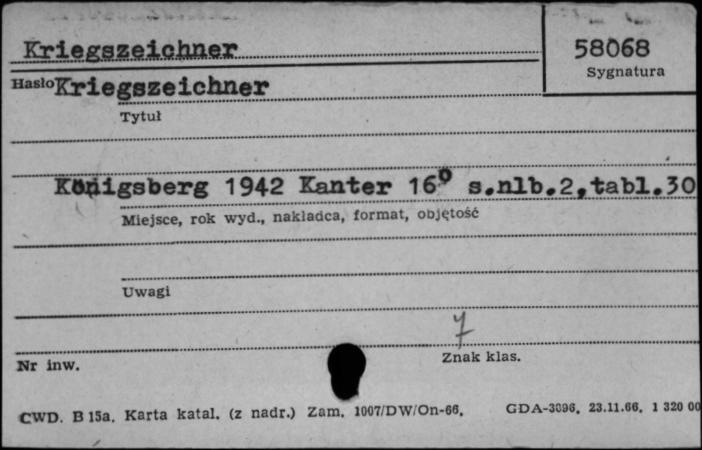 Kriegszeichner
58068
Sygnatura
Hasło Kriegszeichner
Tytuł
Königsberg 1942 Kanter 16° s.nlb.2,tabl.30
Miejsce, rok wyd., nakładca, format, objętość
Uwagi
7
Nr inw.
Znak klas.
CWD. B 15a. Karta katal. (z nadr.) Zam. 1007/DW/On-66. GDA-3096. 23.11.66. 1 320 00